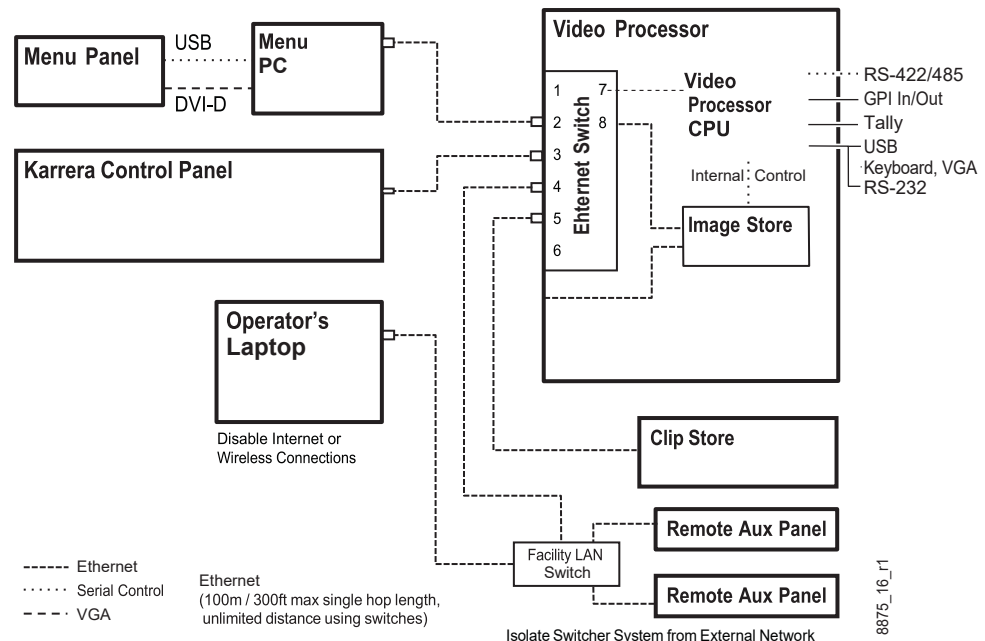 Menu Panel
USB
DVI-D
Menu
PC
Karrera Control Panel
Operator's
Laptop
Disable Internet or
Wireless Connections
Video Processor
1
2
3
4
5
6
7
8
Ehternet Switch
Video
Processor
CPU
Internal Control
Image Store
RS-422/485
GPI In/Out
Tally
USB
Keyboard, VGA
RS-232
Clip Store
Remote Aux Panel
Facility LAN
Switch
Remote Aux Panel
Ethernet
Serial Control
VGA
Ethernet
(100m / 300ft max single hop length,
unlimited distance using switches)
Isolate Switcher System from External Network
8875_16_r1